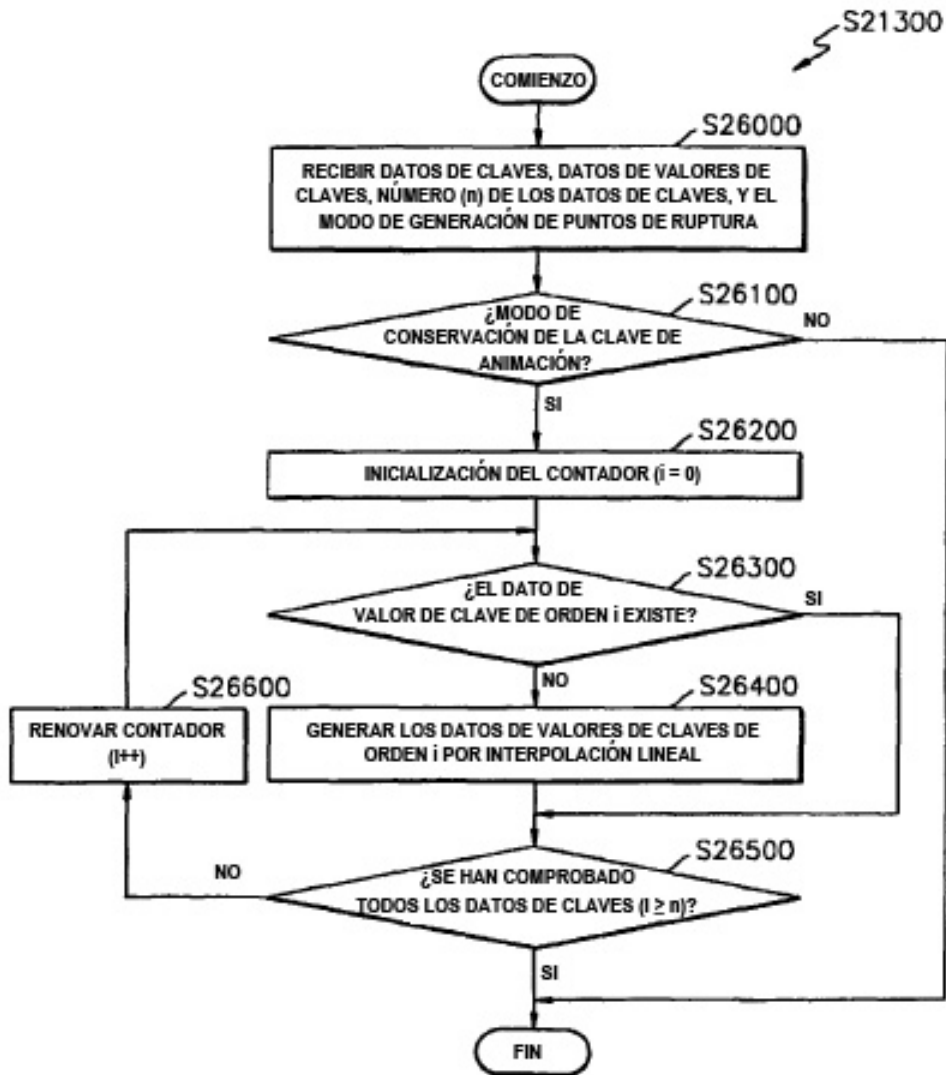 S21300
COMIENZO
S26000
RECIBIR DATOS DE CLAVES, DATOS DE VALORES DE
CLAVES, NÚMERO (n) DE LOS DATOS DE CLAVES, Y EL
MODO DE GENERACIÓN DE PUNTOS DE RUPTURA
S26100
¿MODO DE
CONSERVACIÓN DE LA CLAVE DE
ANIMACIÓN?
NO
SI
S26200
INICIALIZACIÓN DEL CONTADOR (i = 0)
S26300
¿EL DATO DE
VALOR DE CLAVE DE ORDEN i EXISTE?
SI
NO
S26600
RENOVAR CONTADOR
(I++)
S26400
GENERAR LOS DATOS DE VALORES DE CLAVES DE
ORDEN i POR INTERPOLACIÓN LINEAL
S26500
¿SE HAN COMPROBADO
TODOS LOS DATOS DE CLAVES (I ≥ n)?
NO
SI
FIN